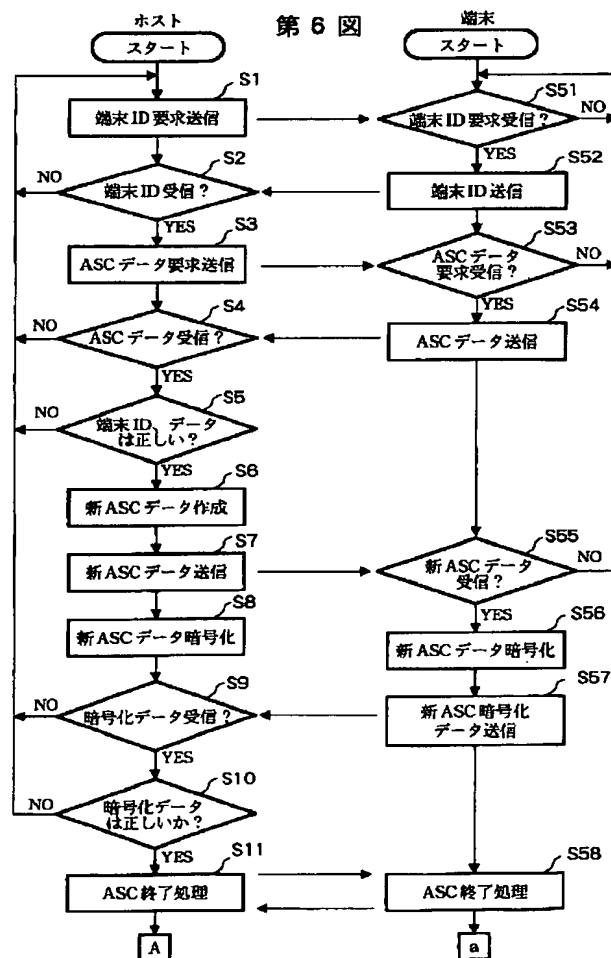 第6図
ホスト
スタート
S1
端末ID要求送信
S2
端末ID受信？
NO
YES
S3
ASCデータ要求送信
S4
ASCデータ受信？
NO
YES
S5
端末ID、データ
は正しい？
NO
YES
S6
新ASCデータ作成
S7
新ASCデータ送信
S8
新ASCデータ暗号化
S9
暗号化データ受信？
NO
YES
S10
暗号化データ
は正しいか？
NO
YES
S11
ASC終了処理
A
端末
スタート
S51
端末ID要求受信？
NO
YES
S52
端末ID送信
S53
ASCデータ
要求受信？
NO
YES
S54
ASCデータ送信
S55
新ASCデータ
受信？
NO
YES
S56
新ASCデータ暗号化
S57
新ASC暗号化
データ送信
S58
ASC終了処理
a